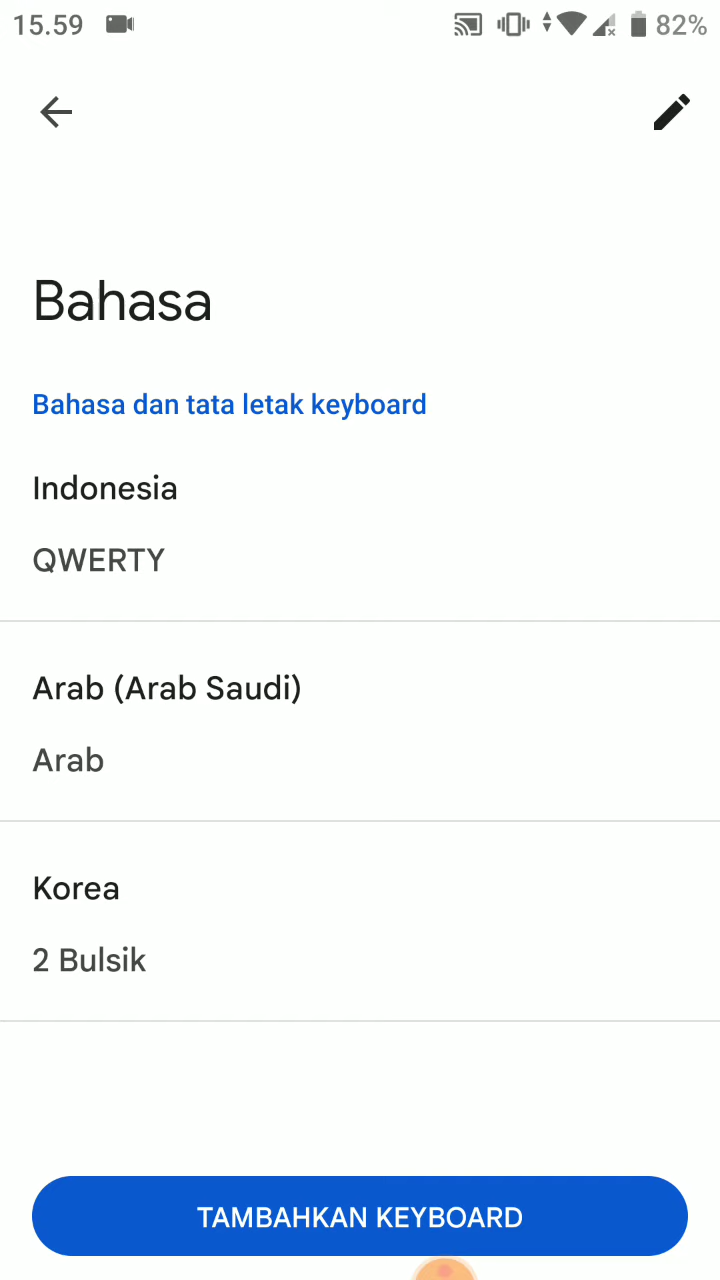 15.59
82%
Bahasa
Bahasa dan tata letak keyboard
Indonesia
QWERTY
Arab (Arab Saudi)
Arab
Korea
2 Bulsik
TAMBAHKAN KEYBOARD